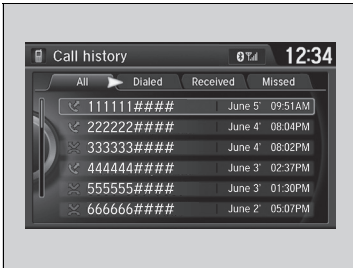 Call history 12:34
All Dialed Received Missed
111111#### June 5' 09:51AM
222222#### June 4' 08:04PM
333333#### June 4' 08:02PM
444444#### June 3' 02:37PM
555555#### June 3' 01:30PM
666666#### June 2' 05:07PM